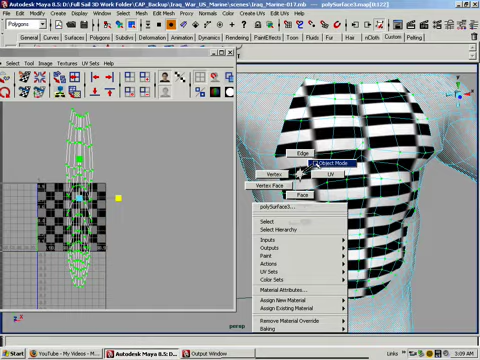 Autodesk Maya 8.5: D:\Full Sail 3D Work Folder\CAP_Backup\Iraq_War_US_Marine\scenes\Iraq_Marine-017.mb - polySurface3.map[8122]
File Edit Modify Create Display Window Assets Select Mesh Edit Mesh Proxy Normals Color Create UVs Edit UVs Help
Polygons
General Curves Surfaces Polygons Subdivs Deformation Animation Dynamics Rendering PaintEffects Toon Fluids Fur Hair nCloth Custom
Select Tool Image Textures UV Sets Help
Edge
Object Mode
Vertex
UV
Vertex Face
Face
polySurface3...
Select
Select Hierarchy
Inputs
Outputs
Paint
Actions
UV Sets
Color Sets
Material Attributes...
Assign New Material
Assign Existing Material
Remove Material Override
Baking
persp
start
YouTube - My Videos - M...
Autodesk Maya 8.5: D...
Output Window
3:09 AM